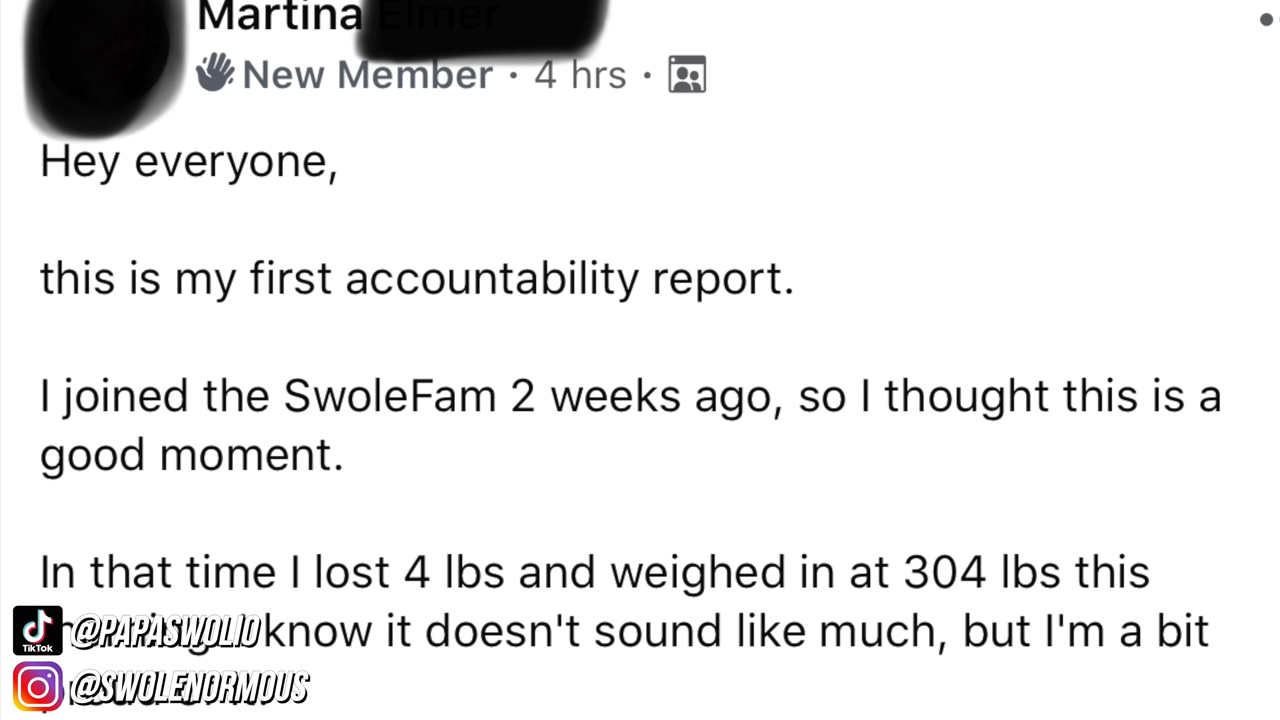 Martina
New Member · 4 hrs ·
Hey everyone,
this is my first accountability report.
I joined the SwoleFam 2 weeks ago, so I thought this is a
good moment.
In that time I lost 4 lbs and weighed in at 304 lbs this
know it doesn't sound like much, but I'm a bit
TikTok @PAPASWOLIO
@SWOLENORMOUS